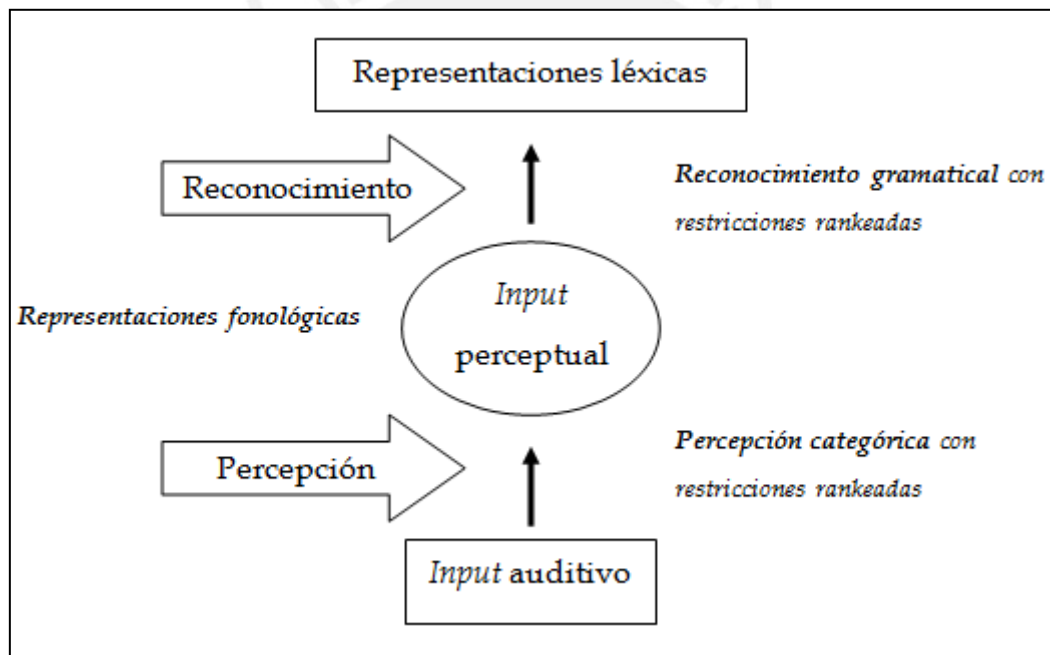 Representaciones léxicas
Reconocimiento
Reconocimiento gramatical con
restricciones rankeadas
Input
perceptual
Representaciones fonológicas
Percepción
Percepción categórica con
restricciones rankeadas
Input auditivo